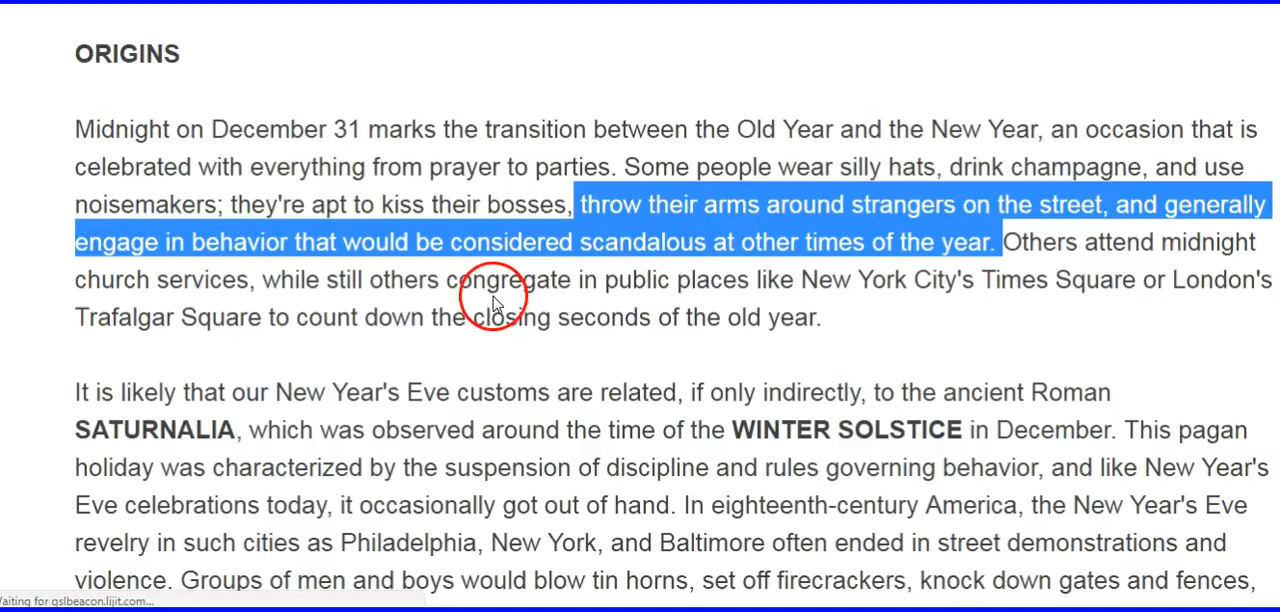 ORIGINS
Midnight on December 31 marks the transition between the Old Year and the New Year, an occasion that is
celebrated with everything from prayer to parties. Some people wear silly hats, drink champagne, and use
noisemakers; they're apt to kiss their bosses, throw their arms around strangers on the street, and generally
engage in behavior that would be considered scandalous at other times of the year. Others attend midnight
church services, while still others congregate in public places like New York City's Times Square or London's
Trafalgar Square to count down the closing seconds of the old year.
It is likely that our New Year's Eve customs are related, if only indirectly, to the ancient Roman
SATURNALIA, which was observed around the time of the WINTER SOLSTICE in December. This pagan
holiday was characterized by the suspension of discipline and rules governing behavior, and like New Year's
Eve celebrations today, it occasionally got out of hand. In eighteenth-century America, the New Year's Eve
revelry in such cities as Philadelphia, New York, and Baltimore often ended in street demonstrations and
violence. Groups of men and boys would blow tin horns, set off firecrackers, knock down gates and fences,
Waiting for gslbeacon.lijit.com...